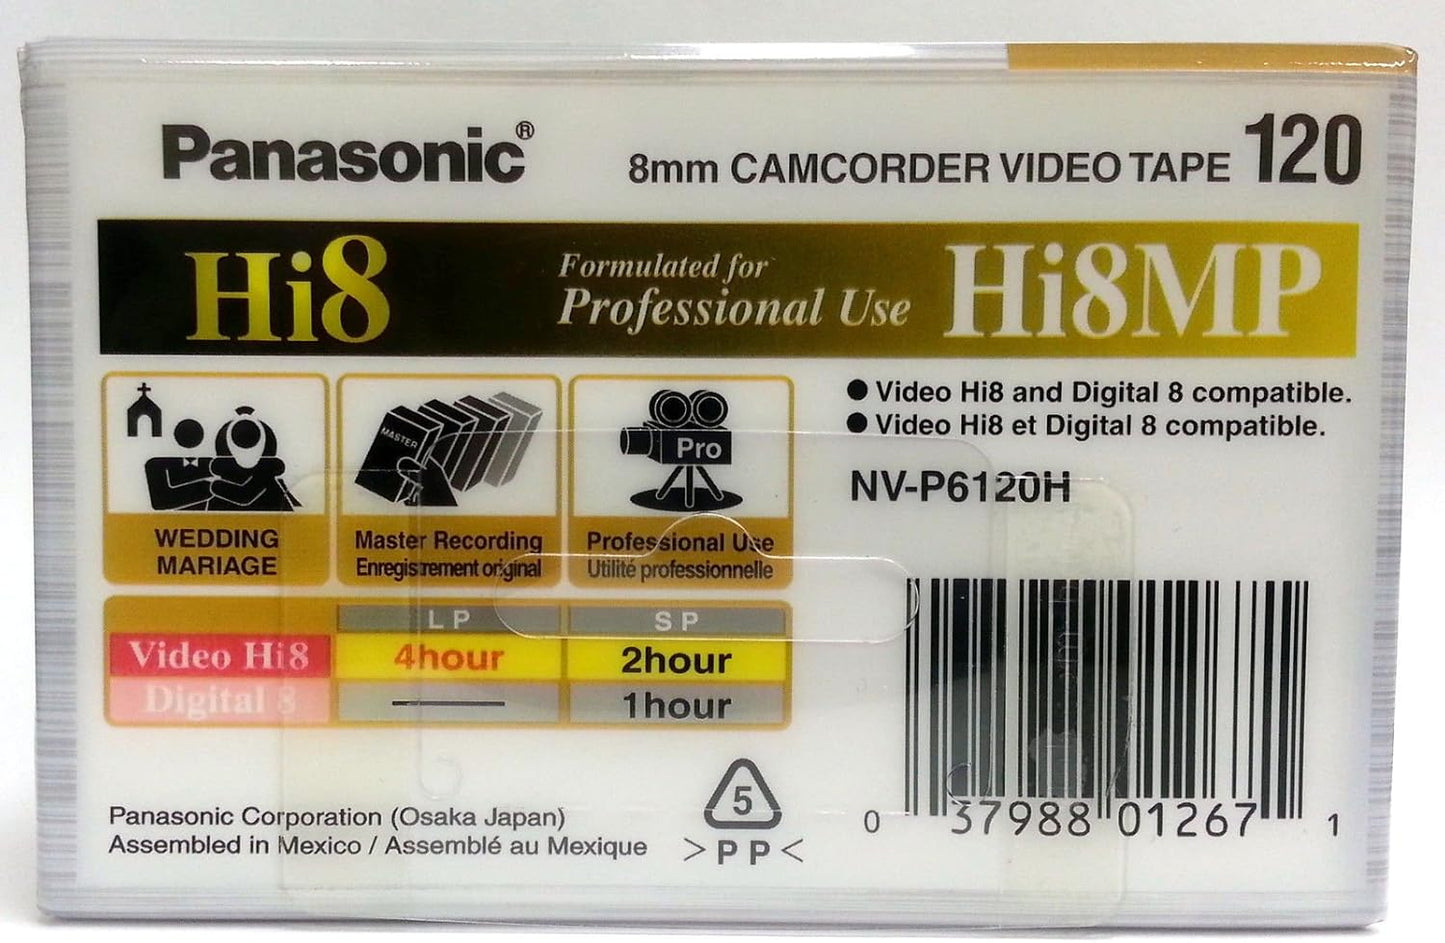 Panasonic®
8mm CAMCORDER VIDEO TAPE 120
Hi8
Formulated for
Professional Use
Hi8MP
MASTER
Pro
WEDDING
MARIAGE
Master Recording
Enregistrement original
Professional Use
Utilité professionnelle
● Video Hi8 and Digital 8 compatible.
● Video Hi8 et Digital 8 compatible.
NV-P6120H
LP SP
Video Hi8 4hour 2hour
Digital 8 — 1hour
Panasonic Corporation (Osaka Japan)
Assembled in Mexico / Assemblé au Mexique
5
>PP<
0 37988 01267 1